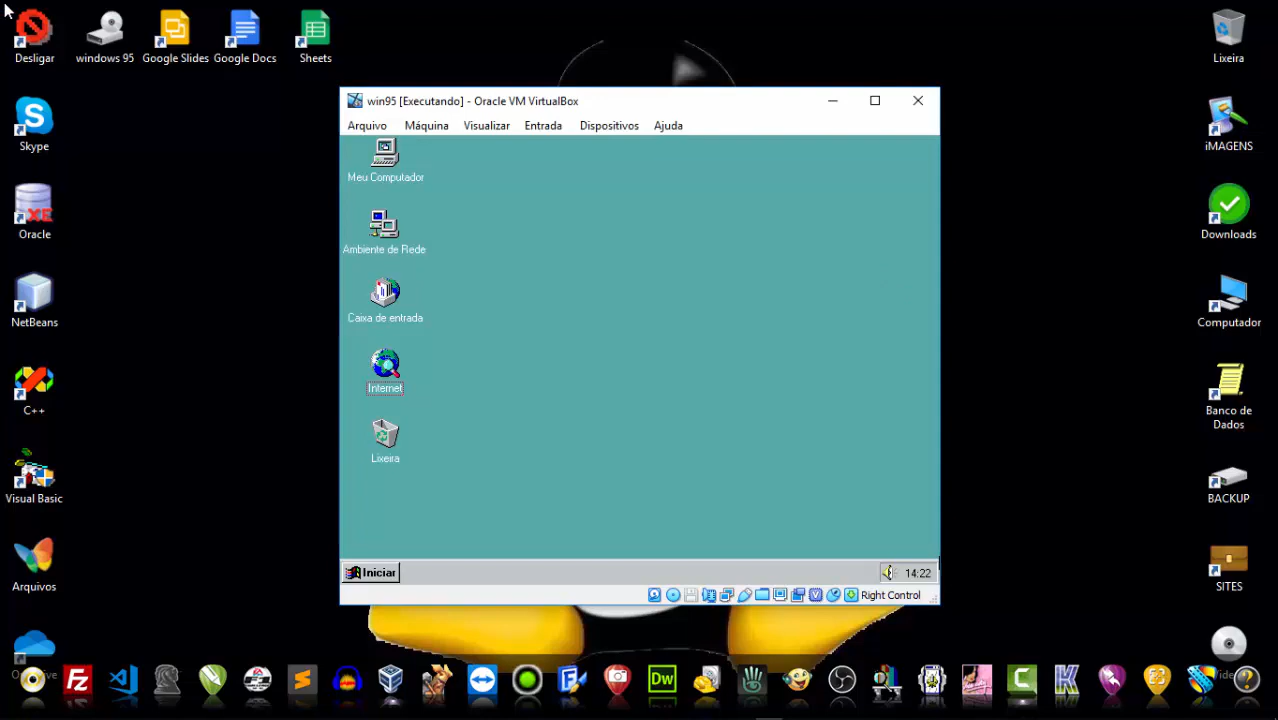 Desligar
windows 95
Google Slides
Google Docs
Sheets
Lixeira
win95 [Executando] - Oracle VM VirtualBox
Arquivo Máquina Visualizar Entrada Dispositivos Ajuda
Meu Computador
Ambiente de Rede
Caixa de entrada
Internet
Lixeira
Iniciar
14:22
Right Control
Skype
XE
Oracle
NetBeans
C++
Visual Basic
Arquivos
iMAGENS
Downloads
Computador
Banco de
Dados
BACKUP
SITES
Fz
Dw